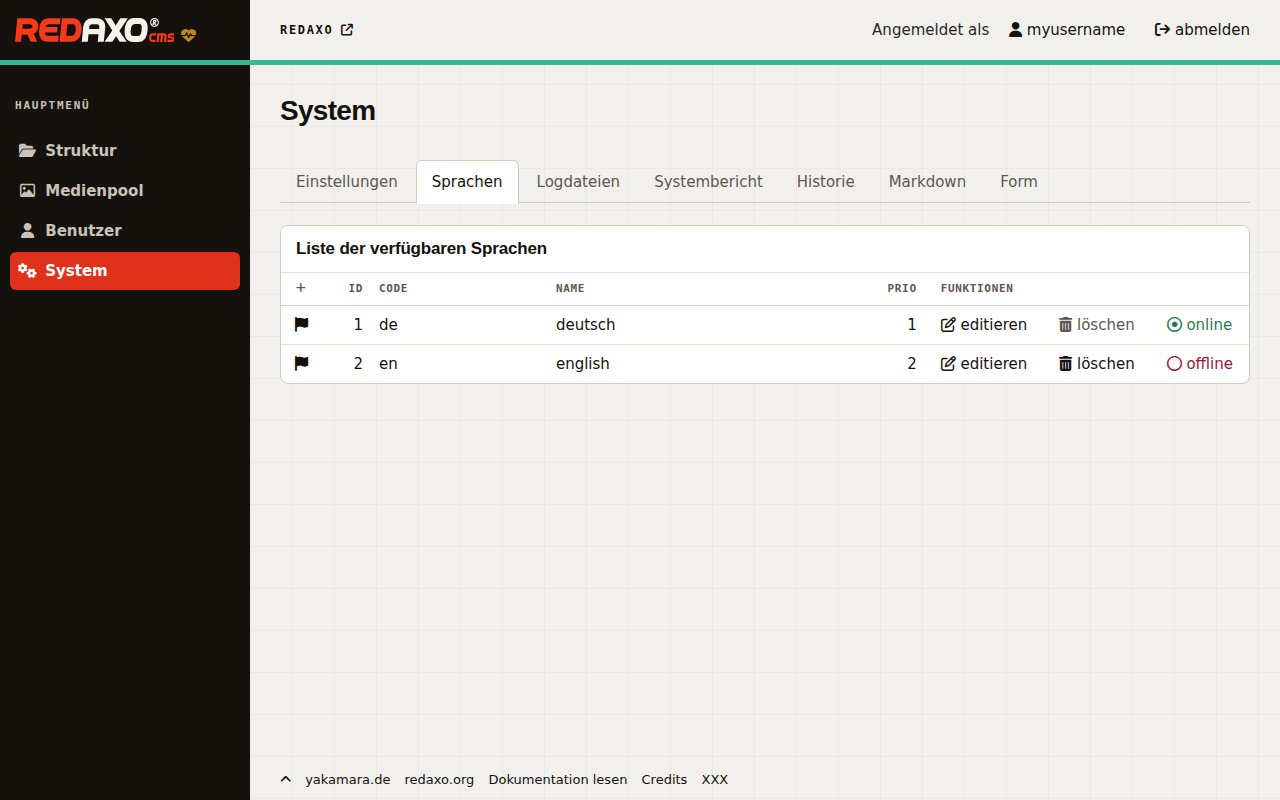 REDAXO® cms
REDAXO
Angemeldet als myusername abmelden
HAUPTMENÜ
Struktur
Medienpool
Benutzer
System
System
Einstellungen Sprachen Logdateien Systembericht Historie Markdown Form
Liste der verfügbaren Sprachen
+ ID CODE NAME PRIO FUNKTIONEN
1 de deutsch 1 editieren löschen online
2 en english 2 editieren löschen offline
yakamara.de redaxo.org Dokumentation lesen Credits XXX